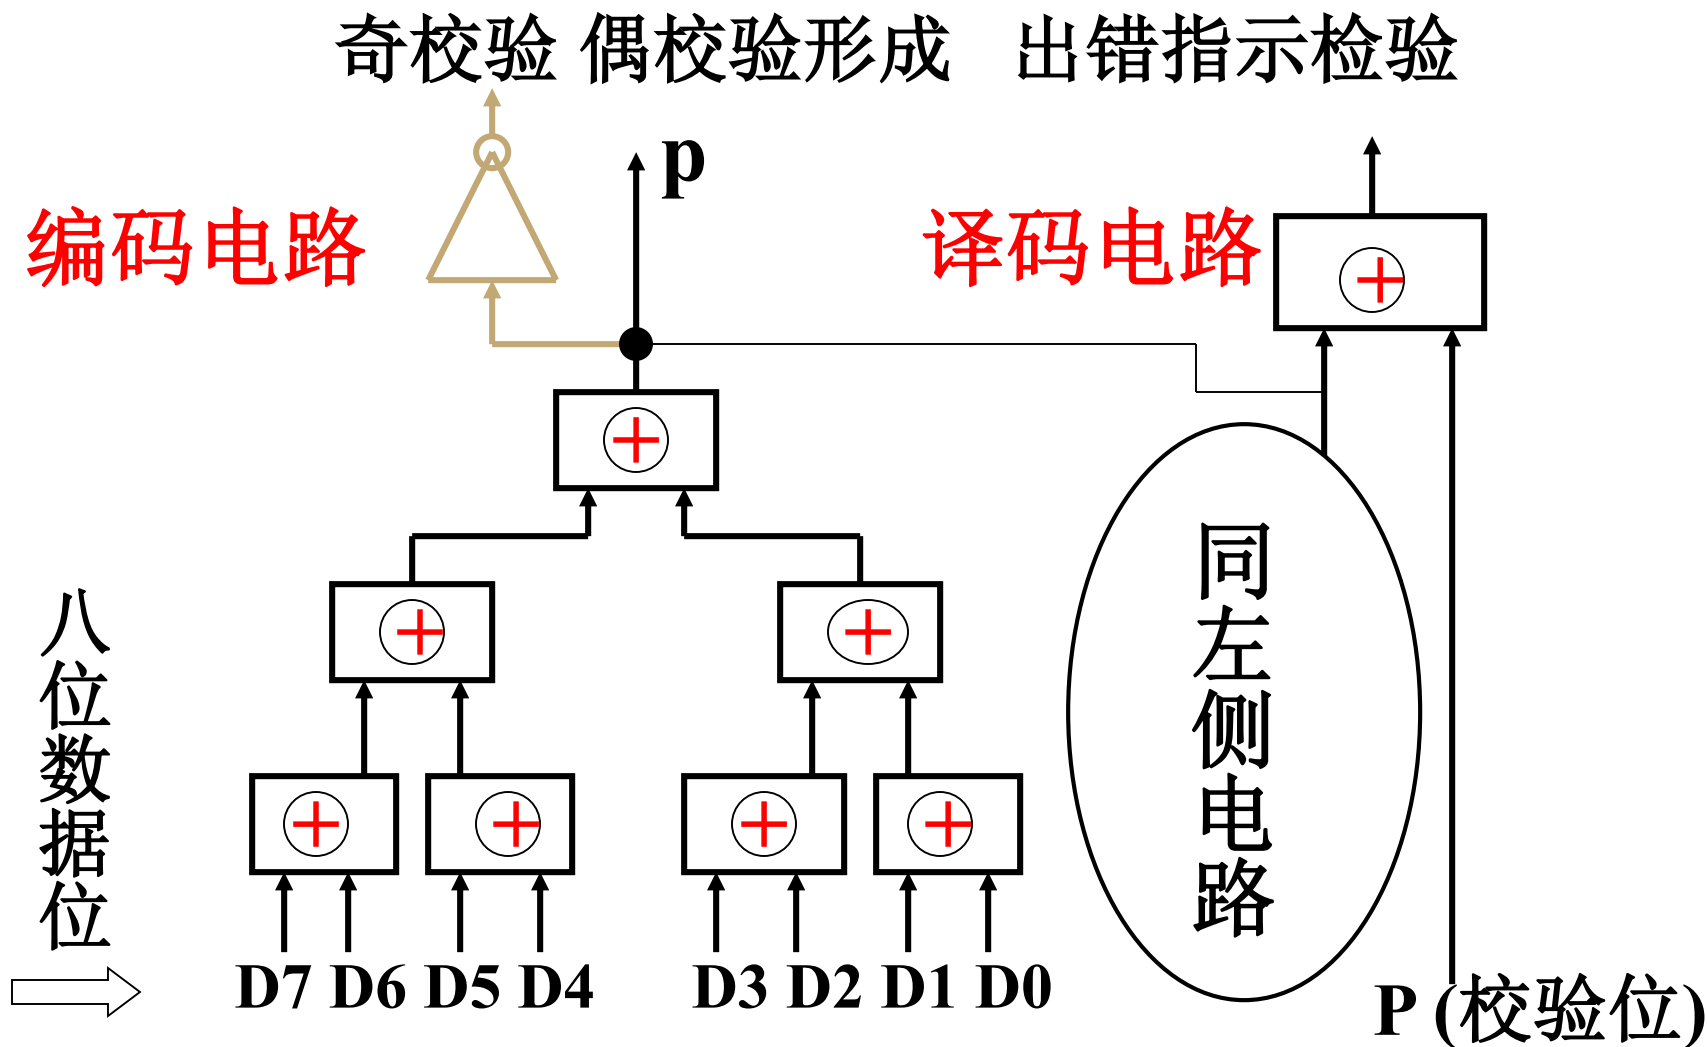 奇校验 偶校验形成 出错指示检验
p
编码电路
译码电路
八位数据位
同左侧电路
D7 D6 D5 D4 D3 D2 D1 D0
P (校验位)